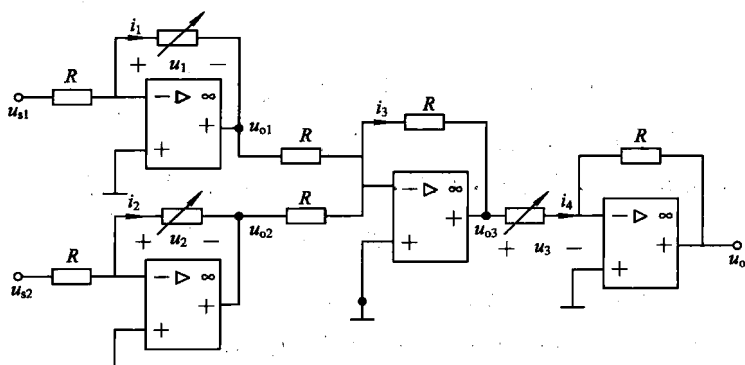 i1
R
+ u1 −
us1
− ▷ ∞
+
+
uo1
R
i3
R
R
i2
+ u2 −
R
uo2
us2
− ▷ ∞
+
+
− ▷ ∞
+
+
uo3
+ u3 −
i4
R
− ▷ ∞
+
+
uo